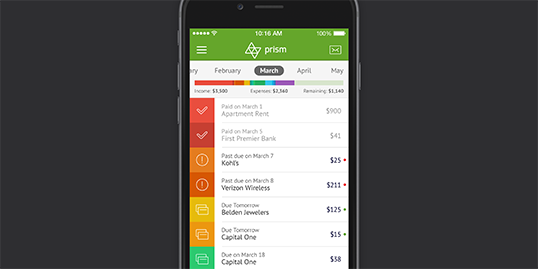 10:16 AM
100%
prism
ry
February
March
April
May
Income: $3,500
Expenses: $2,360
Remaining: $1,140
Paid on March 1
Apartment Rent
$900
Paid on March 5
First Premier Bank
$41
Past due on March 7
Kohl's
$25
Past due on March 8
Verizon Wireless
$211
Due Tomorrow
Belden Jewelers
$125
Due Tomorrow
Capital One
$15
Due on March 18
Capital One
$38